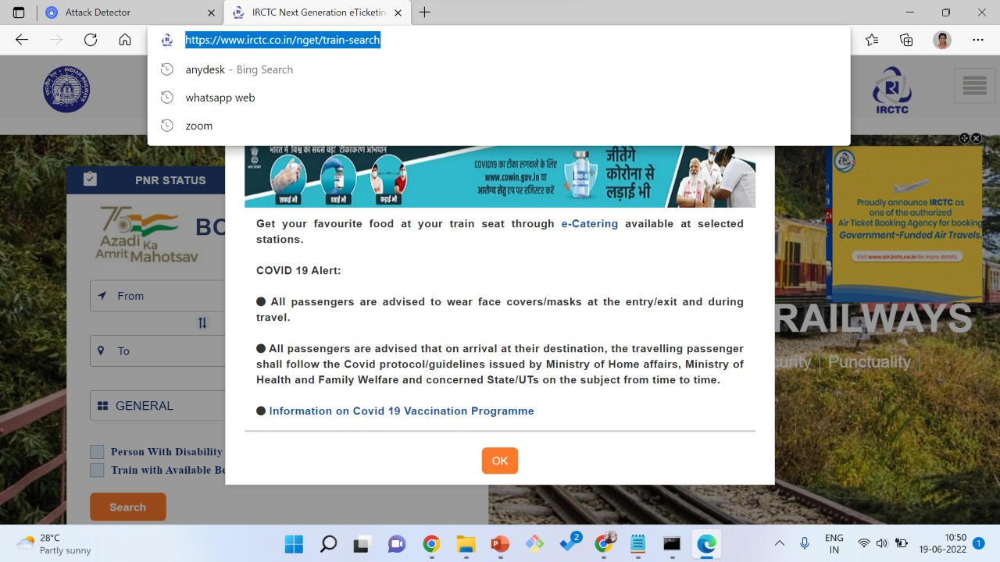 Attacker Detector
IRCTC Next Generation eTicketing
https://www.irctc.co.in/nget/train-search
anydesk - Bing Search
whatsapp web
zoom
IRCTC
भारत में विश्व का सबसे बड़ा टीकाकरण अभियान
COVID19 का टीका लगवाने के लिए
www.cowin.gov.in या
आरोग्य सेतु एप पर रजिस्टर करें
जीतेंगे
कोरोना से
लड़ाई भी
सफाई भी
दवाई भी
कड़ाई भी
PNR STATUS
Azadi Ka
Amrit Mahotsav
BO
From
To
GENERAL
Person With Disability
Train with Available Be
Search
Get your favourite food at your train seat through e-Catering available at selected
stations.
COVID 19 Alert:
● All passengers are advised to wear face covers/masks at the entry/exit and during
travel.
● All passengers are advised that on arrival at their destination, the travelling passenger
shall follow the Covid protocol/guidelines issued by Ministry of Home affairs, Ministry of
Health and Family Welfare and concerned State/UTs on the subject from time to time.
● Information on Covid 19 Vaccination Programme
OK
Proudly announce IRCTC as
one of the authorized
Air Ticket Booking Agency for booking
Government-Funded Air Travels.
Visit www.air.irctc.co.in for more details
RAILWAYS
curity | Punctuality
28°C
Partly sunny
2
ENG
IN
10:50
19-06-2022
1